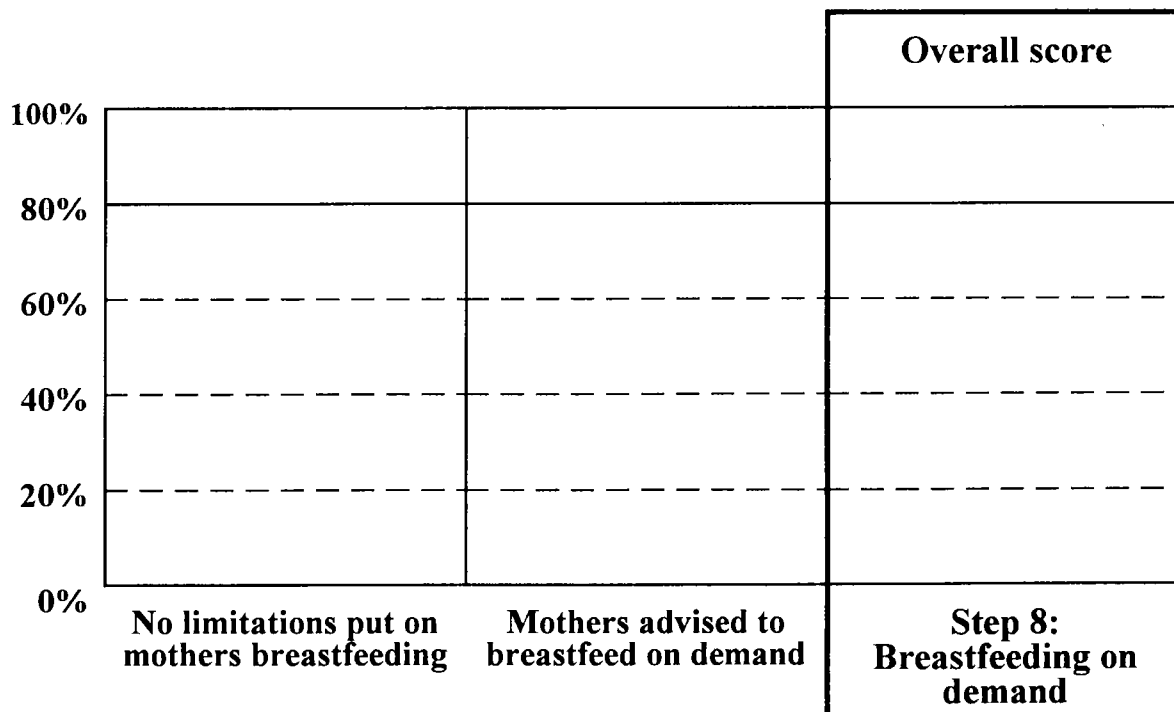 Overall score
100%
80%
60%
40%
20%
0%
No limitations put on
mothers breastfeeding
Mothers advised to
breastfeed on demand
Step 8:
Breastfeeding on
demand